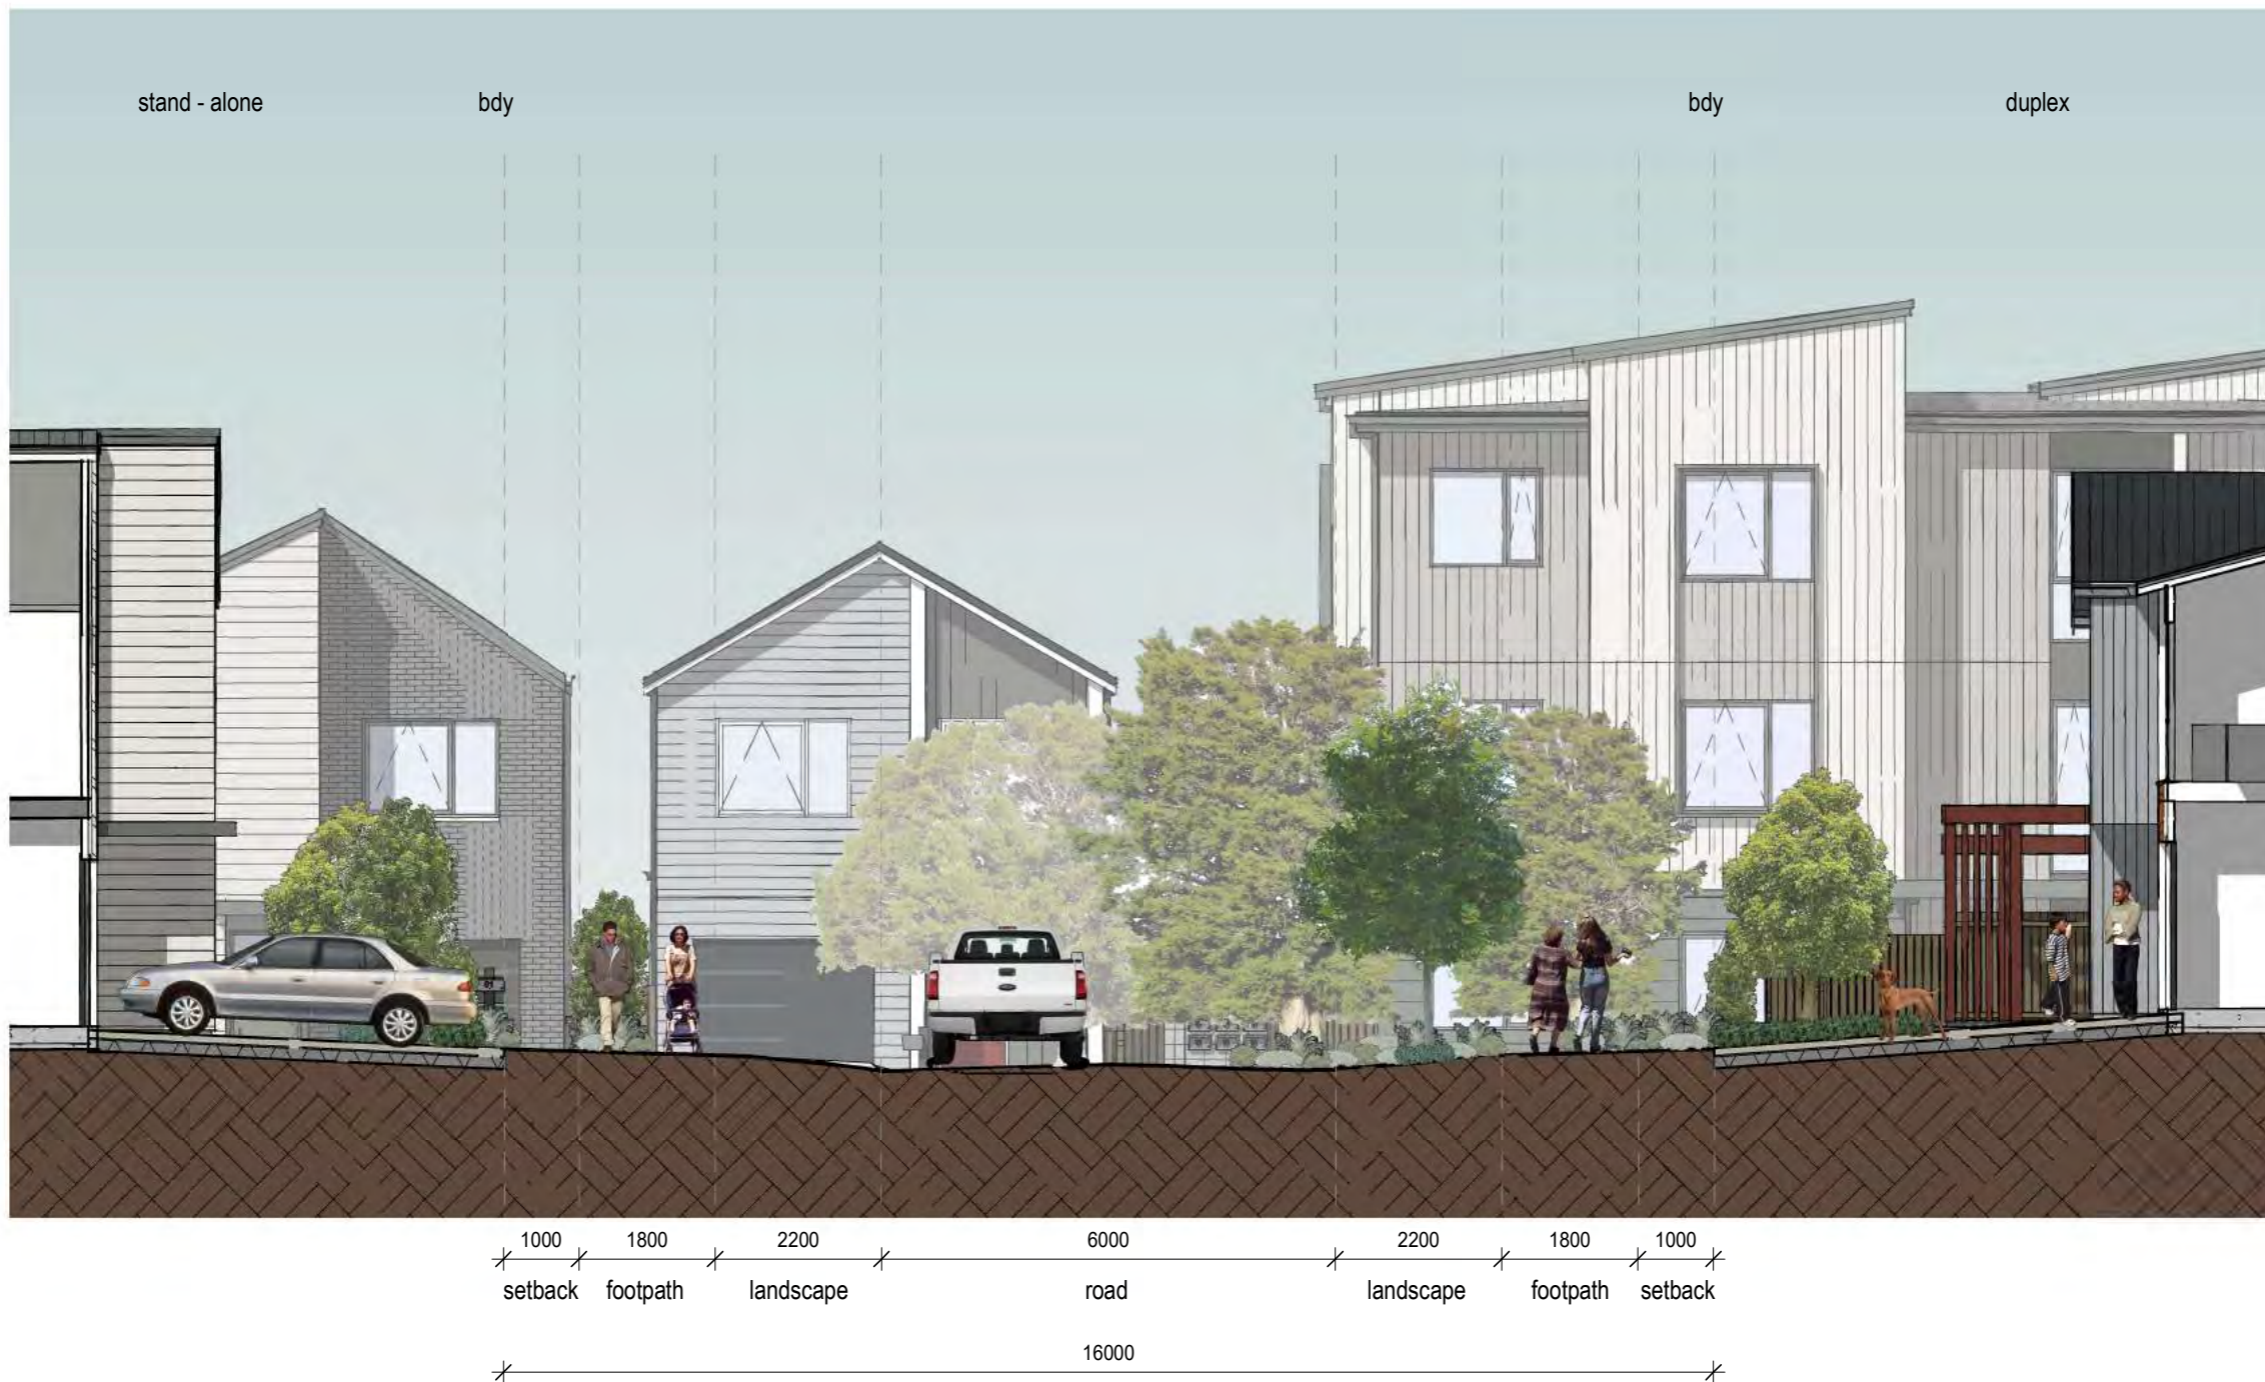 stand - alone bdy bdy duplex
1000 1800 2200 6000 2200 1800 1000
setback footpath landscape road landscape footpath setback
16000